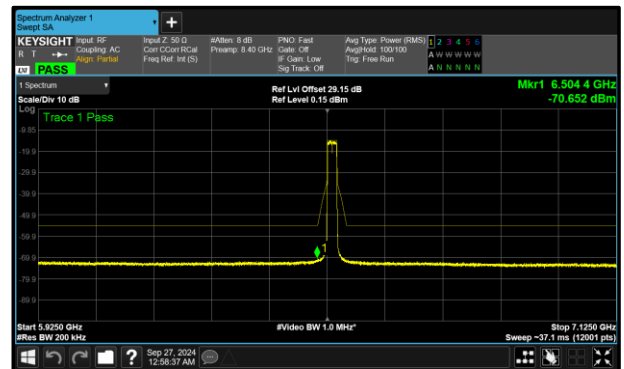 Spectrum Analyzer 1
Swept SA
KEYSIGHT Input: RF Input Z: 50 Ω #Atten: 8 dB PNO: Fast Avg Type: Power (RMS) 1 2 3 4 5 6
R T Coupling: AC Corr CCorr RCal Preamp: 8.40 GHz Gate: Off Avg|Hold: 100/100 A W W W W W
Align: Partial Freq Ref: Int (S) IF Gain: Low Trig: Free Run
LXI PASS Sig Track: Off A N N N N N
1 Spectrum Ref Lvl Offset 29.15 dB Mkr1 6.504 4 GHz
Scale/Div 10 dB Ref Level 0.15 dBm -70.652 dBm
Log
Trace 1 Pass
-9.85
-19.9
-29.9
-39.9
-49.9
-59.9
1
-69.9
-79.9
-89.9
Start 5.9250 GHz #Video BW 1.0 MHz* Stop 7.1250 GHz
#Res BW 200 kHz Sweep ~37.1 ms (12001 pts)
? Sep 27, 2024
12:58:37 AM